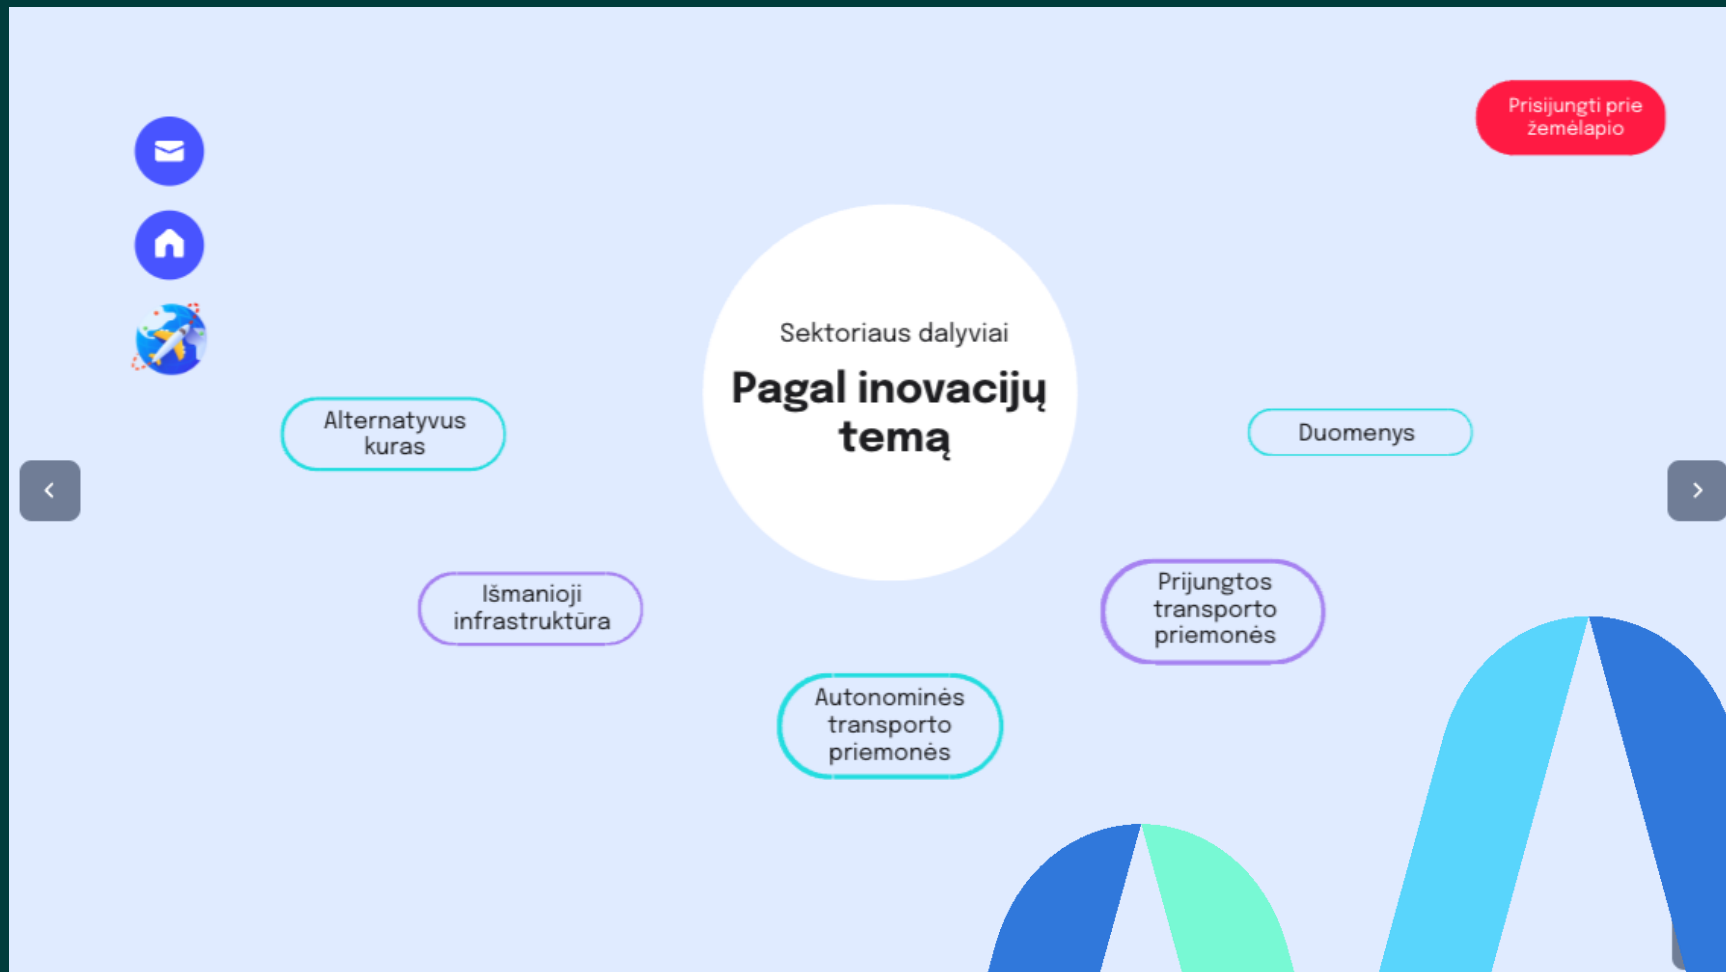 Prisijungti prie
žemėlapio
Sektoriaus dalyviai
Pagal inovacijų
temą
Alternatyvus
kuras
Duomenys
Išmanioji
infrastruktūra
Prijungtos
transporto
priemonės
Autonominės
transporto
priemonės